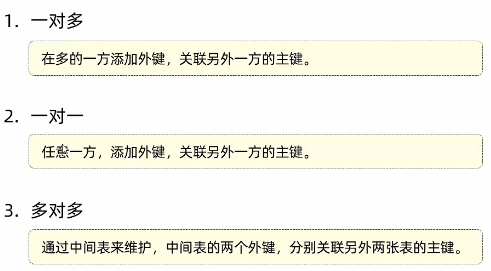 1. 一对多
在多的一方添加外键，关联另外一方的主键。
2. 一对一
任意一方，添加外键，关联另外一方的主键。
3. 多对多
通过中间表来维护，中间表的两个外键，分别关联另外两张表的主键。